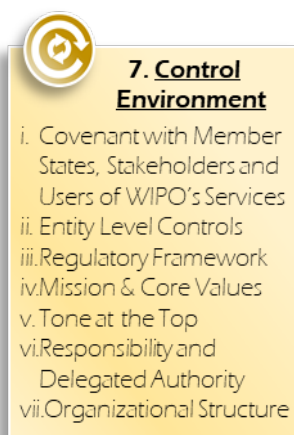 7. Control
Environment
i. Covenant with Member
States, Stakeholders and
Users of WIPO's Services
ii. Entity Level Controls
iii.Regulatory Framework
iv.Mission & Core Values
v. Tone at the Top
vi.Responsibility and
Delegated Authority
vii.Organizational Structure